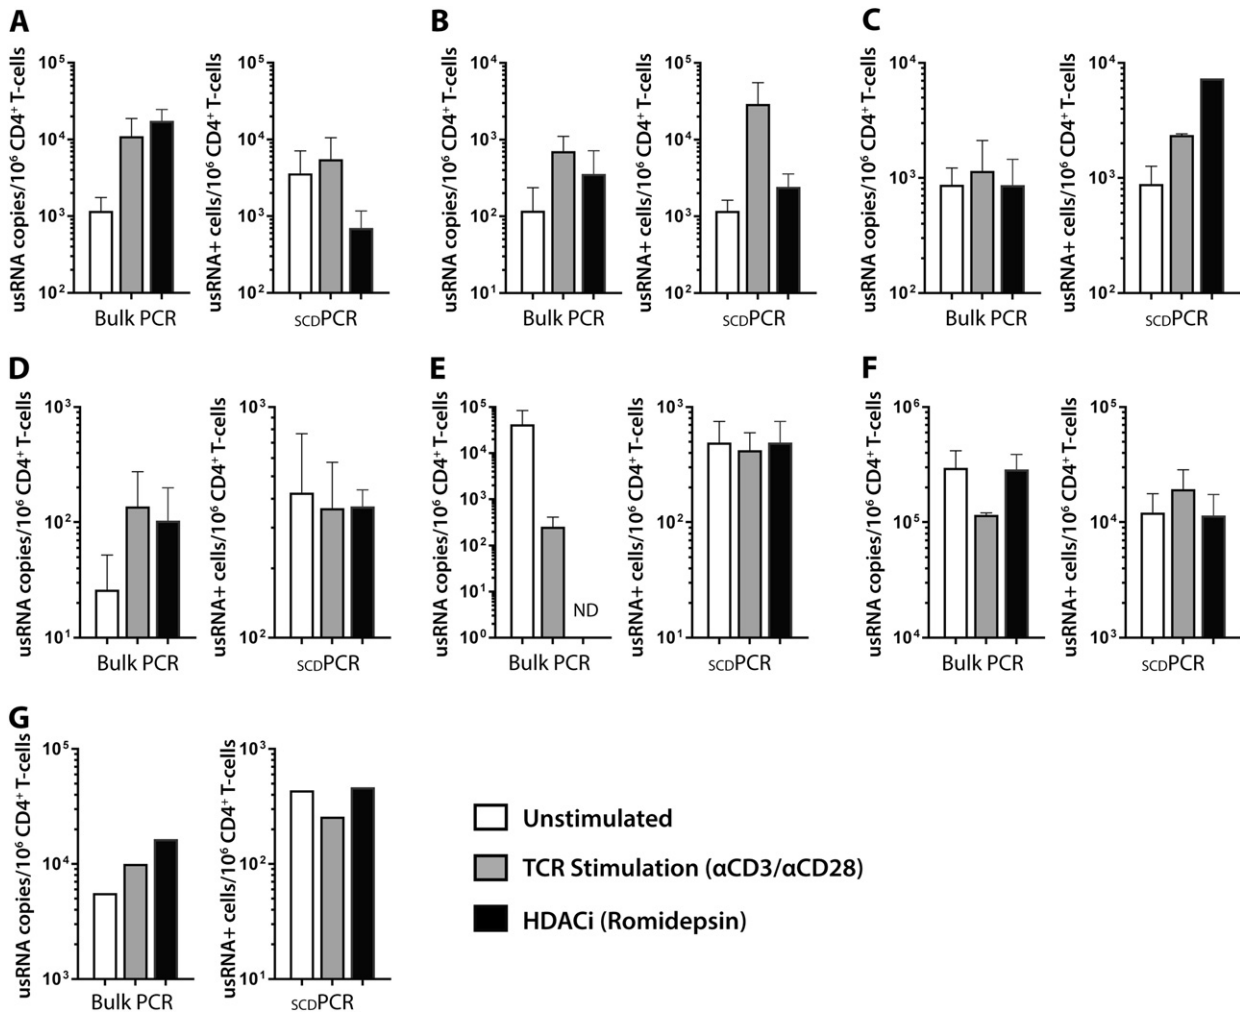 A
usRNA copies/10⁶ CD4⁺ T-cells
10⁵
10⁴
10³
10²
Bulk PCR
usRNA+ cells/10⁶ CD4⁺ T-cells
10⁵
10⁴
10³
10²
SCDPCR
B
usRNA copies/10⁶ CD4⁺ T-cells
10⁴
10³
10²
10¹
Bulk PCR
usRNA+ cells/10⁶ CD4⁺ T-cells
10⁵
10⁴
10³
10²
SCDPCR
C
usRNA copies/10⁶ CD4⁺ T-cells
10⁴
10³
10²
Bulk PCR
usRNA+ cells/10⁶ CD4⁺ T-cells
10⁴
10³
10²
SCDPCR
D
usRNA copies/10⁶ CD4⁺ T-cells
10³
10²
10¹
Bulk PCR
usRNA+ cells/10⁶ CD4⁺ T-cells
10³
10²
SCDPCR
E
usRNA copies/10⁶ CD4⁺ T-cells
10⁵
10⁴
10³
10²
10¹
10⁰
ND
Bulk PCR
usRNA+ cells/10⁶ CD4⁺ T-cells
10³
10²
10¹
SCDPCR
F
usRNA copies/10⁶ CD4⁺ T-cells
10⁶
10⁵
10⁴
Bulk PCR
usRNA+ cells/10⁶ CD4⁺ T-cells
10⁵
10⁴
10³
SCDPCR
G
usRNA copies/10⁶ CD4⁺ T-cells
10⁵
10⁴
10³
Bulk PCR
usRNA+ cells/10⁶ CD4⁺ T-cells
10³
10²
10¹
SCDPCR
Unstimulated
TCR Stimulation (αCD3/αCD28)
HDACi (Romidepsin)